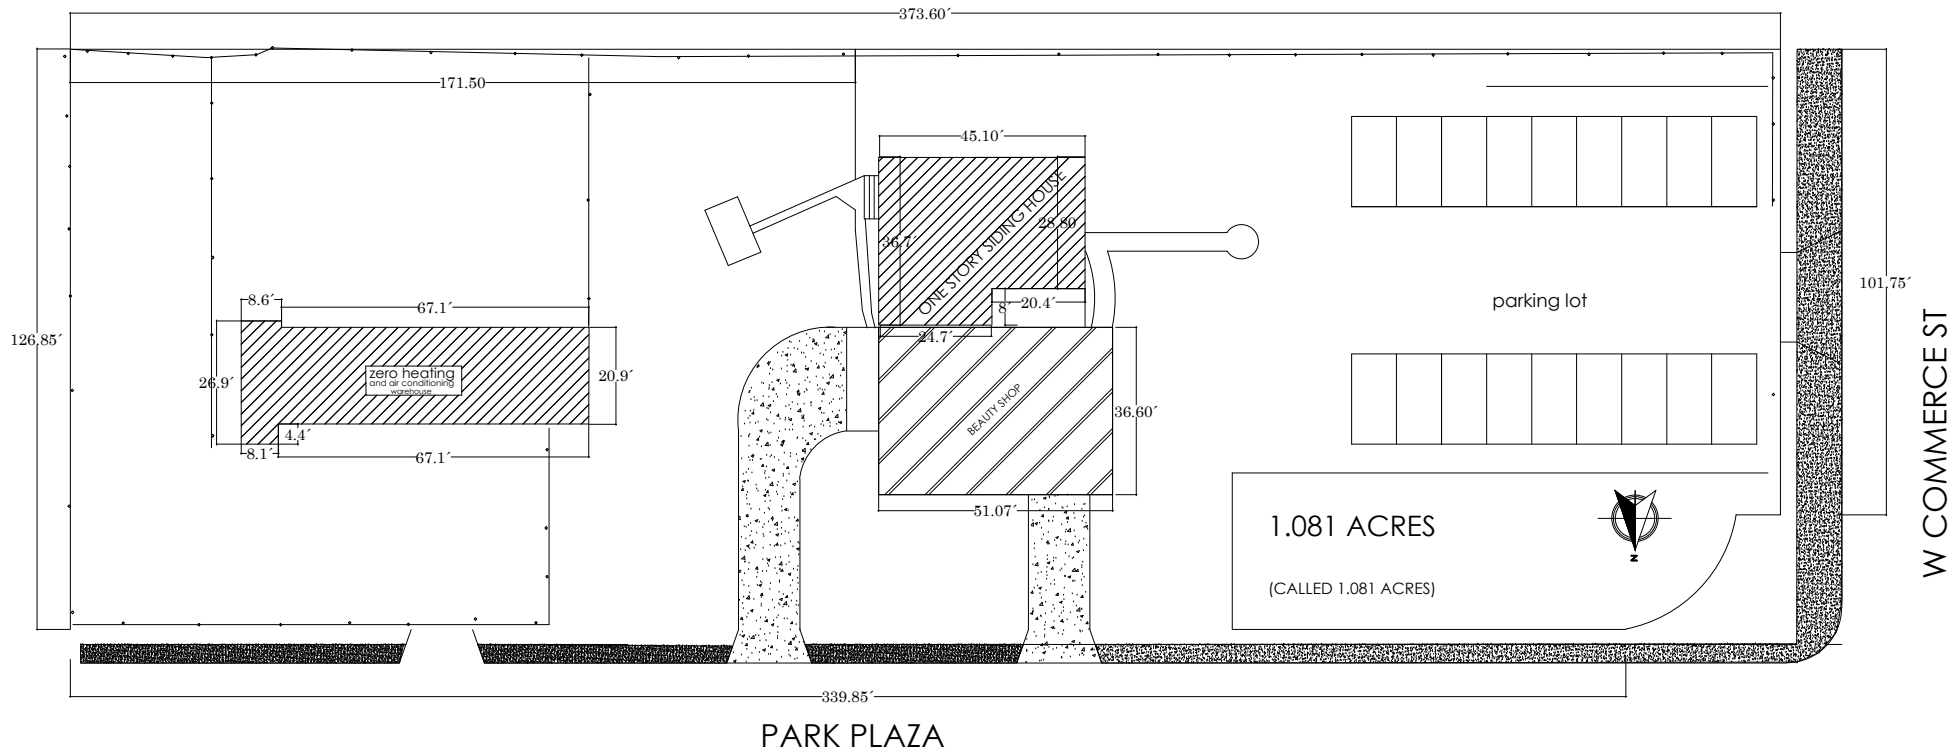 373.60´
171.50
45.10´
ONE STORY SIDING HOUSE
36.7´
28.80
8´
20.4´
24.7´
8.6´
67.1´
126.85´
26.9´
zero heating
and air conditioning
warehouse
20.9´
4.4´
8.1´
67.1´
BEAUTY SHOP
36.60´
51.07´
parking lot
101.75´
W COMMERCE ST
1.081 ACRES
(CALLED 1.081 ACRES)
N
339.85´
PARK PLAZA